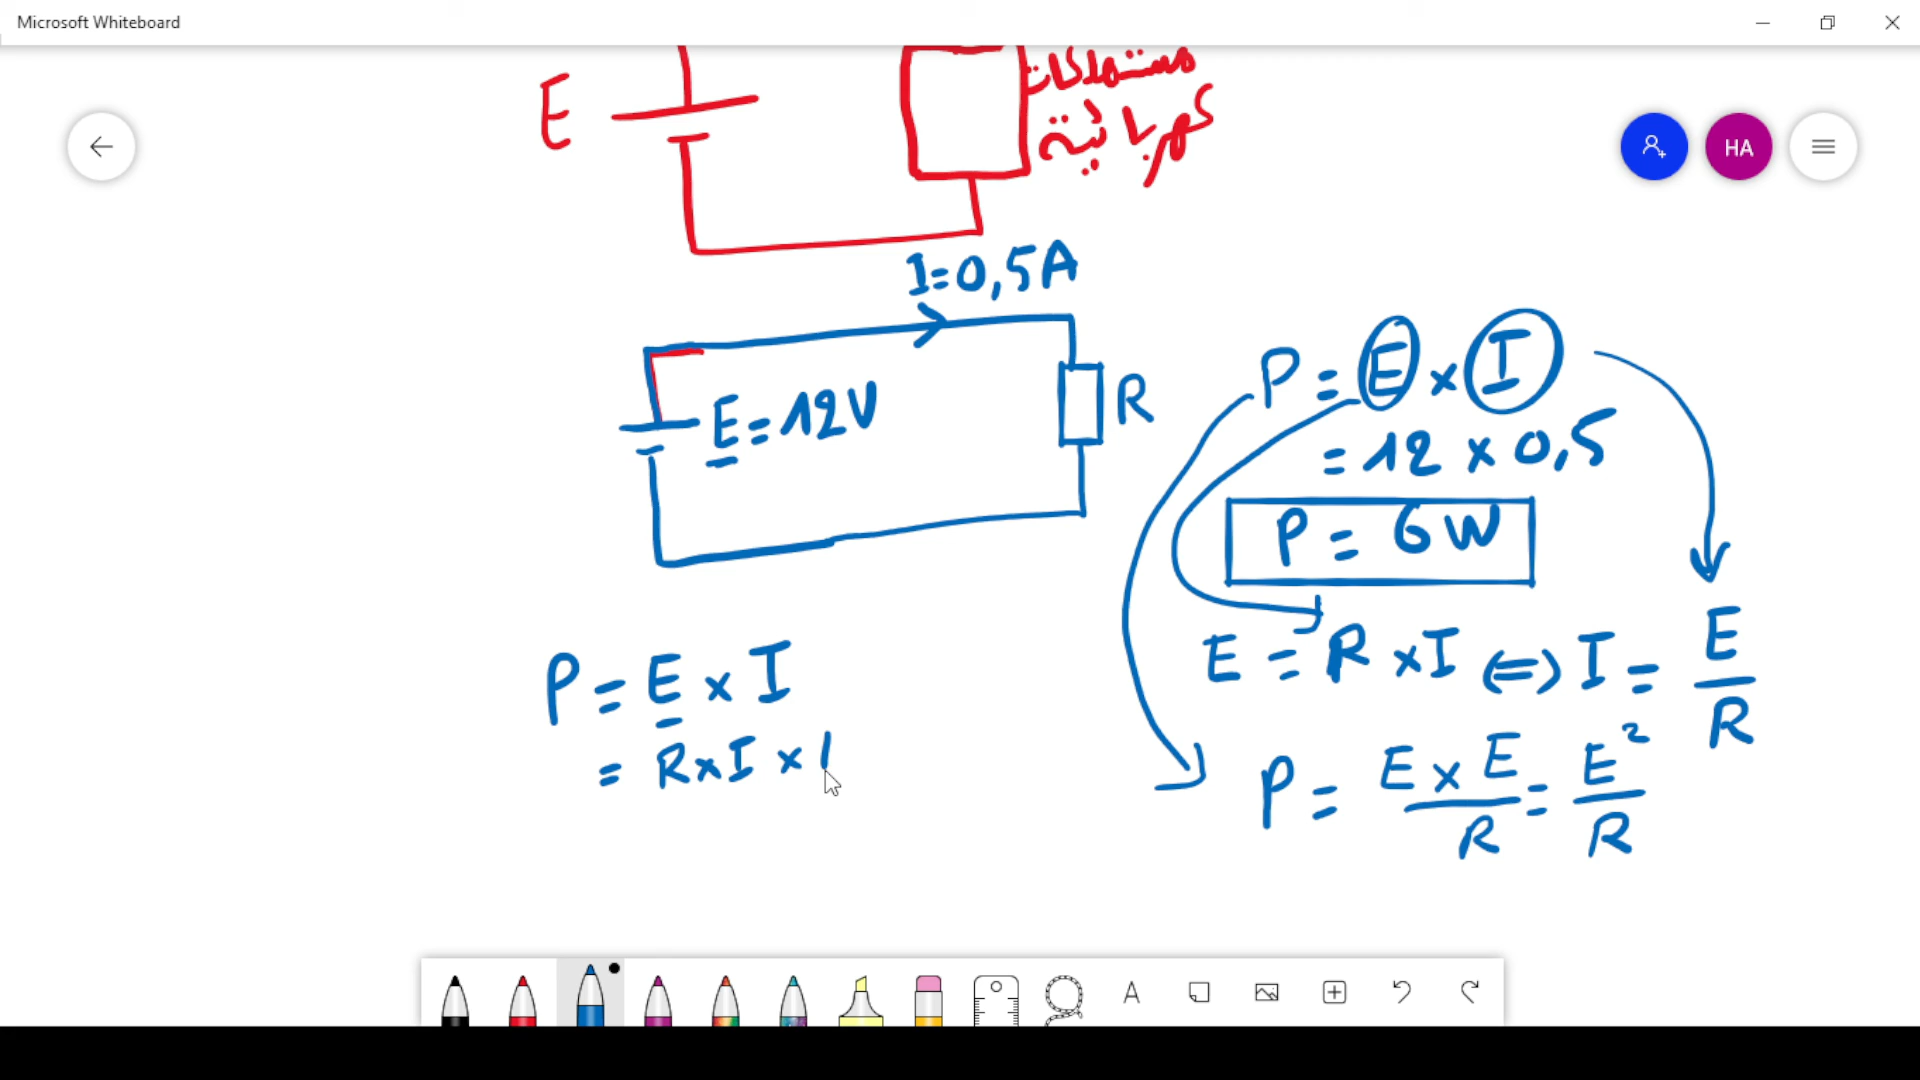 Microsoft Whiteboard
مستهلكات
كهربائية
E
HA
I=0,5A
E=12V
R
P = E × I
= 12 × 0,5
P = 6W
E = R × I ⇔ I = E/R
P = E × E/R = E²/R
P = E × I
= R × I × I
A